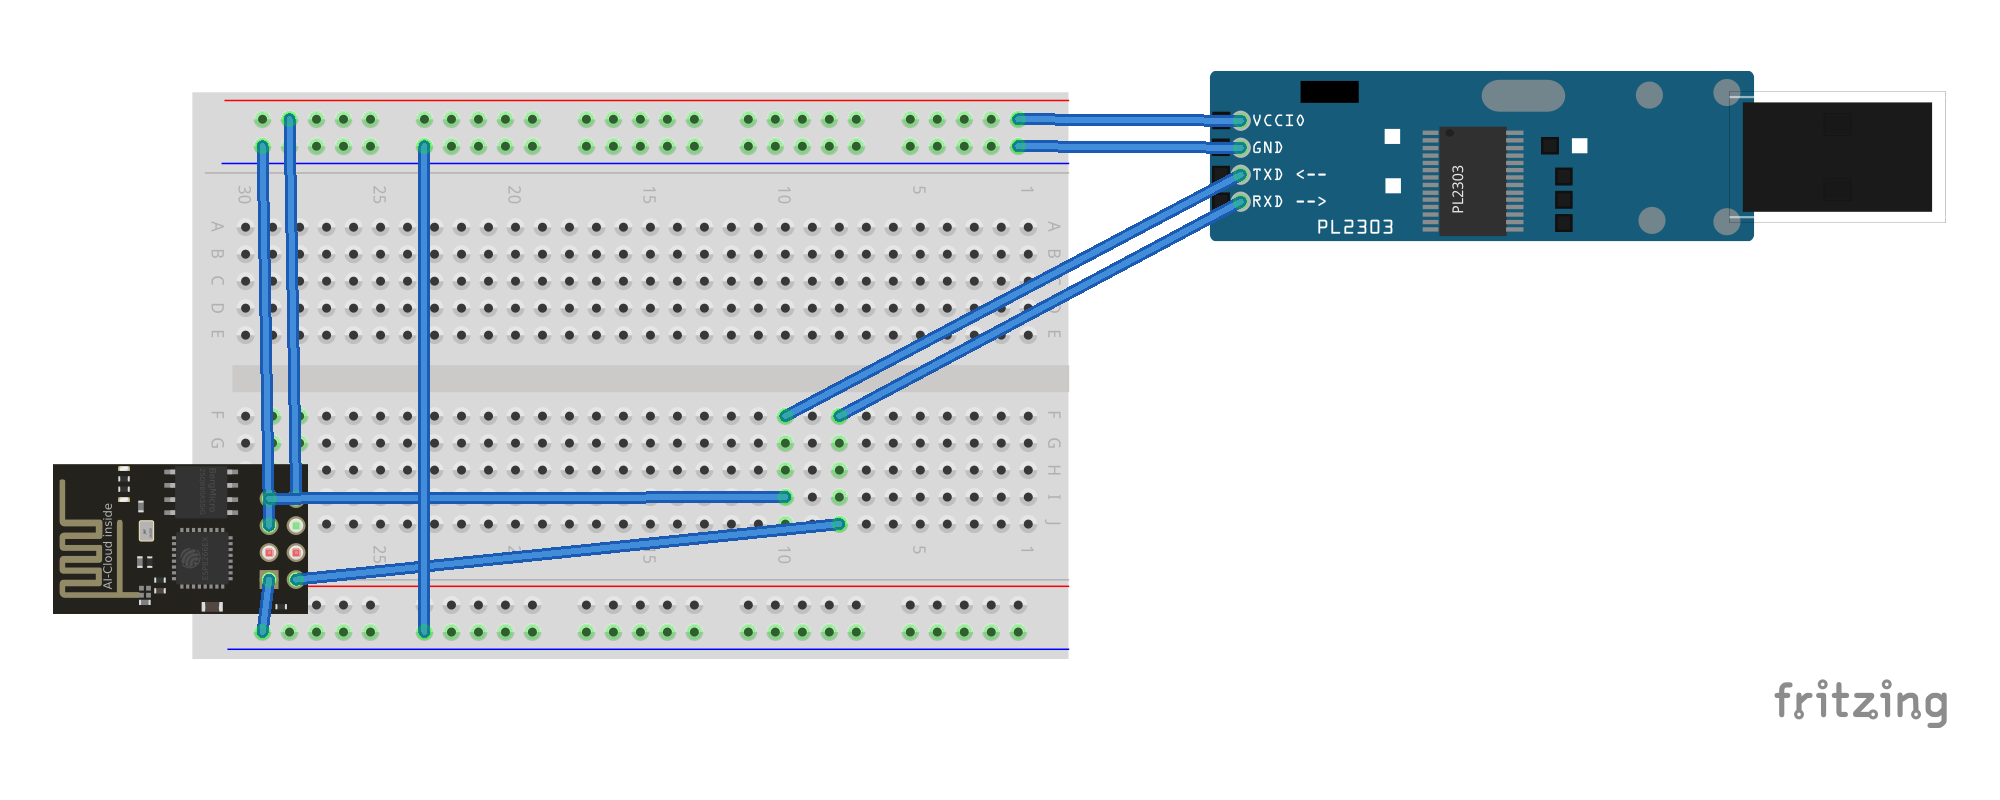 VCCIO
GND
TXD <--
RXD -->
PL2303
PL2303
30 25 20 15 10 5 1
A A
B B
C
D D
E E
F F
G G
H
I
J
25 10 5 1
AI-Cloud inside
fritzing